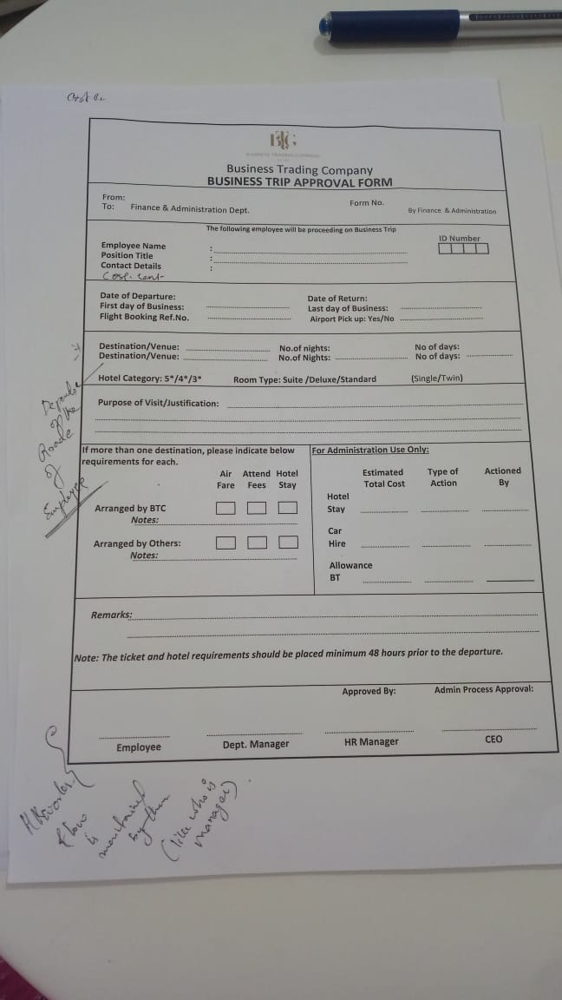 Cost
BTC
BUSINESS TRADING COMPANY
Business Trading Company
BUSINESS TRIP APPROVAL FORM
From:
To: Finance & Administration Dept.
Form No.
By Finance & Administration
The following employee will be proceeding on Business Trip
ID Number
Employee Name :
Position Title :
Contact Details :
Cost. Cent
Date of Departure: Date of Return:
First day of Business: Last day of Business:
Flight Booking Ref.No. Airport Pick up: Yes/No
Destination/Venue: No.of nights: No of days:
Destination/Venue: No.of Nights: No of days:
Hotel Category: 5*/4*/3* Room Type: Suite /Deluxe/Standard (Single/Twin)
Depends
of the
of
Employee
Purpose of Visit/Justification:
If more than one destination, please indicate below
requirements for each.
Air Attend Hotel
Fare Fees Stay
Arranged by BTC
Notes:
Arranged by Others:
Notes:
For Administration Use Only:
Estimated Type of Actioned
Total Cost Action By
Hotel
Stay
Car
Hire
Allowance
BT
Remarks:
Note: The ticket and hotel requirements should be placed minimum 48 hours prior to the departure.
Approved By: Admin Process Approval:
Employee Dept. Manager HR Manager CEO
flow
is
by
(like who is
manager)